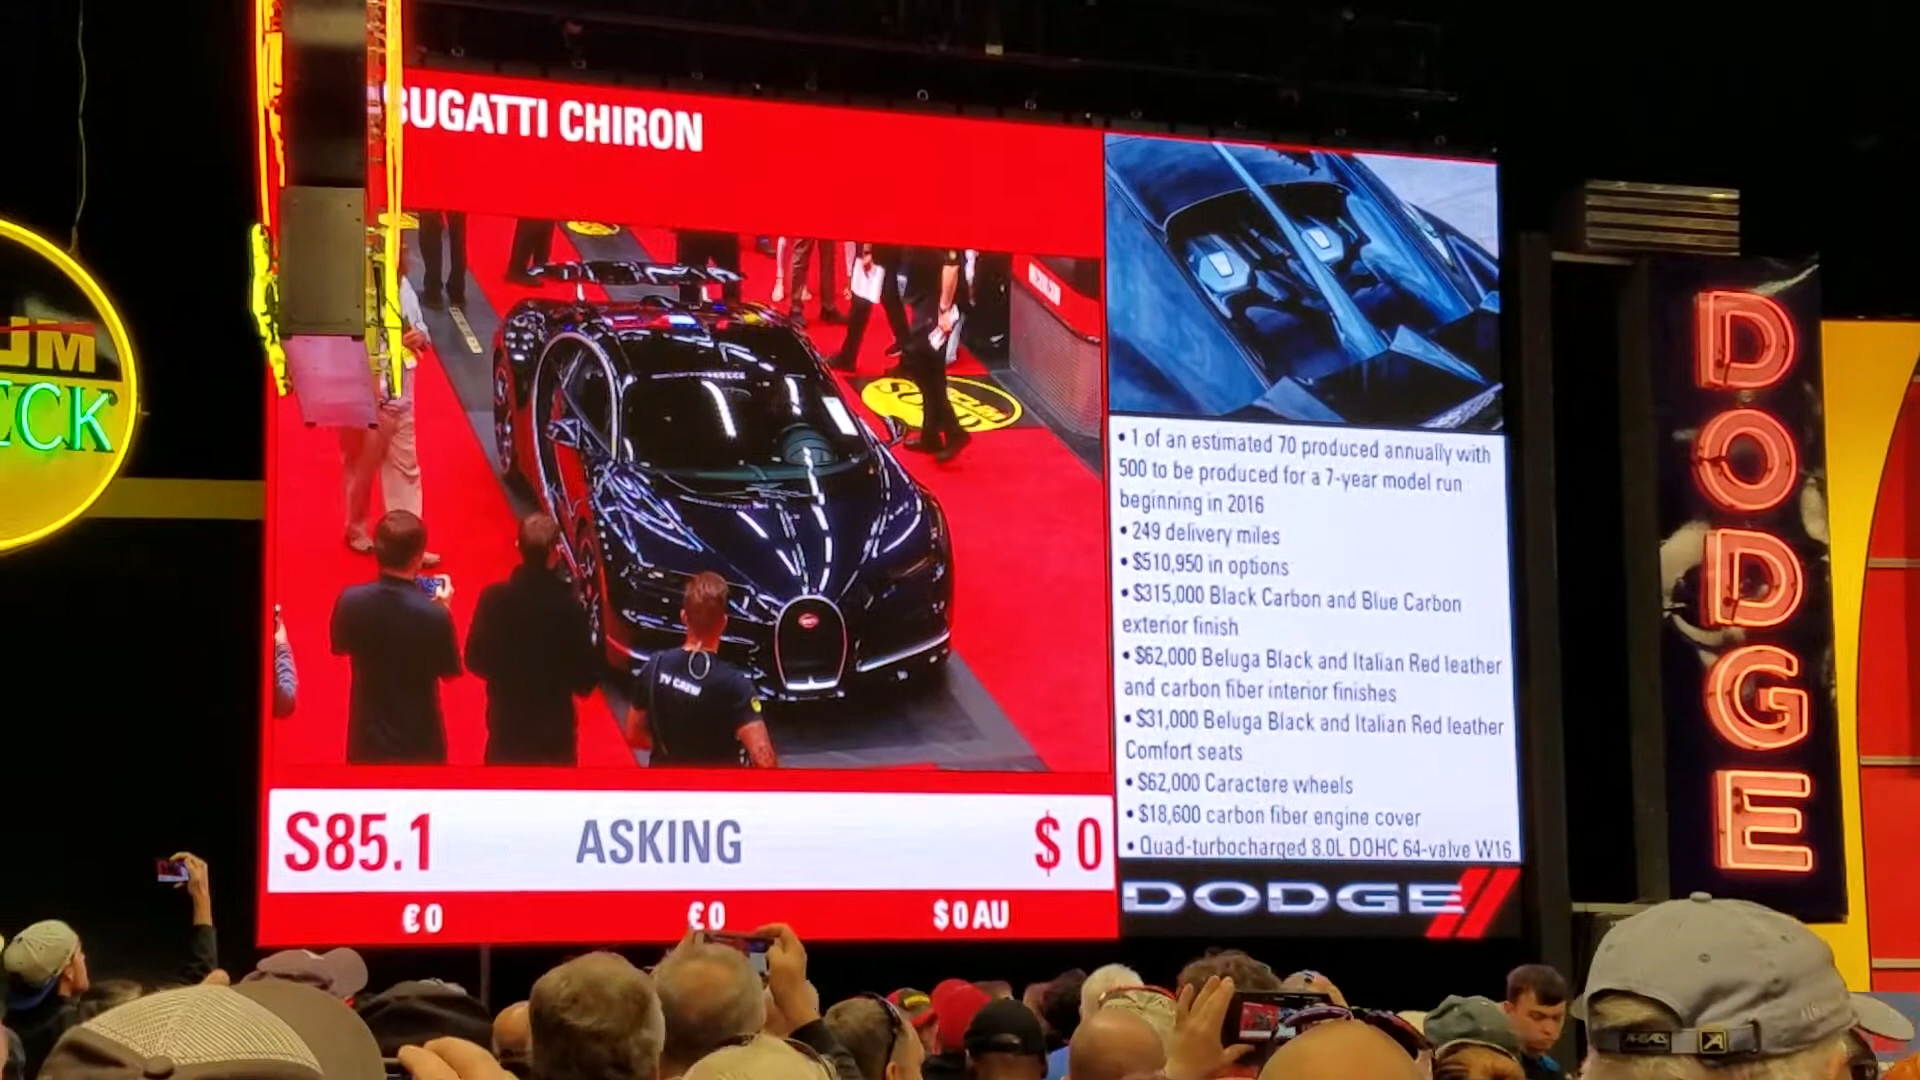 BUGATTI CHIRON
• 1 of an estimated 70 produced annually with
500 to be produced for a 7-year model run
beginning in 2016
• 249 delivery miles
• $510,950 in options
• $315,000 Black Carbon and Blue Carbon
exterior finish
• $62,000 Beluga Black and Italian Red leather
and carbon fiber interior finishes
• $31,000 Beluga Black and Italian Red leather
Comfort seats
• $62,000 Caractere wheels
• $18,600 carbon fiber engine cover
• Quad-turbocharged 8.0L DOHC 64-valve W16
TV CREW
S85.1 ASKING $ 0
€ 0 £ 0 $ 0 AU
DODGE
DODGE
UM
ECK